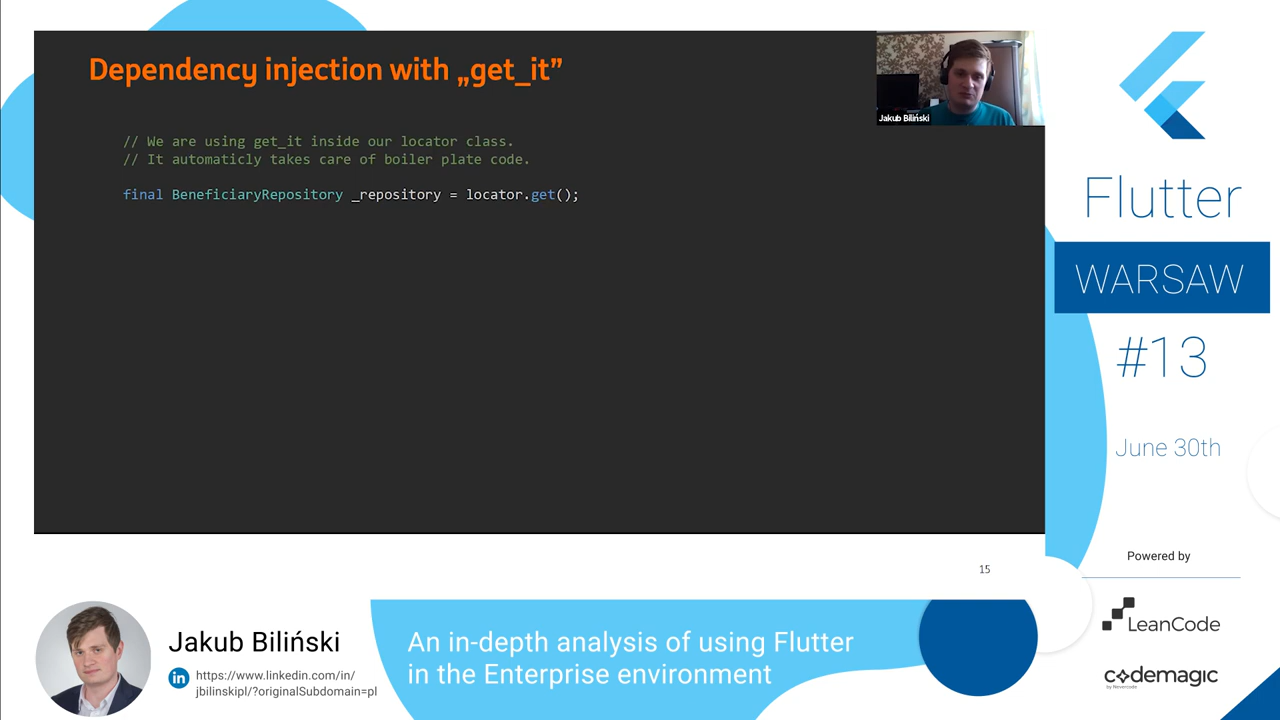 Dependency injection with „get_it”
// We are using get_it inside our locator class.
// It automaticly takes care of boiler plate code.
final BeneficiaryRepository _repository = locator.get();
Jakub Biliński
15
Flutter
WARSAW
#13
June 30th
Powered by
LeanCode
codemagic
by Nevercode
Jakub Biliński
in
https://www.linkedin.com/in/
jbilinskipl/?originalSubdomain=pl
An in-depth analysis of using Flutter
in the Enterprise environment